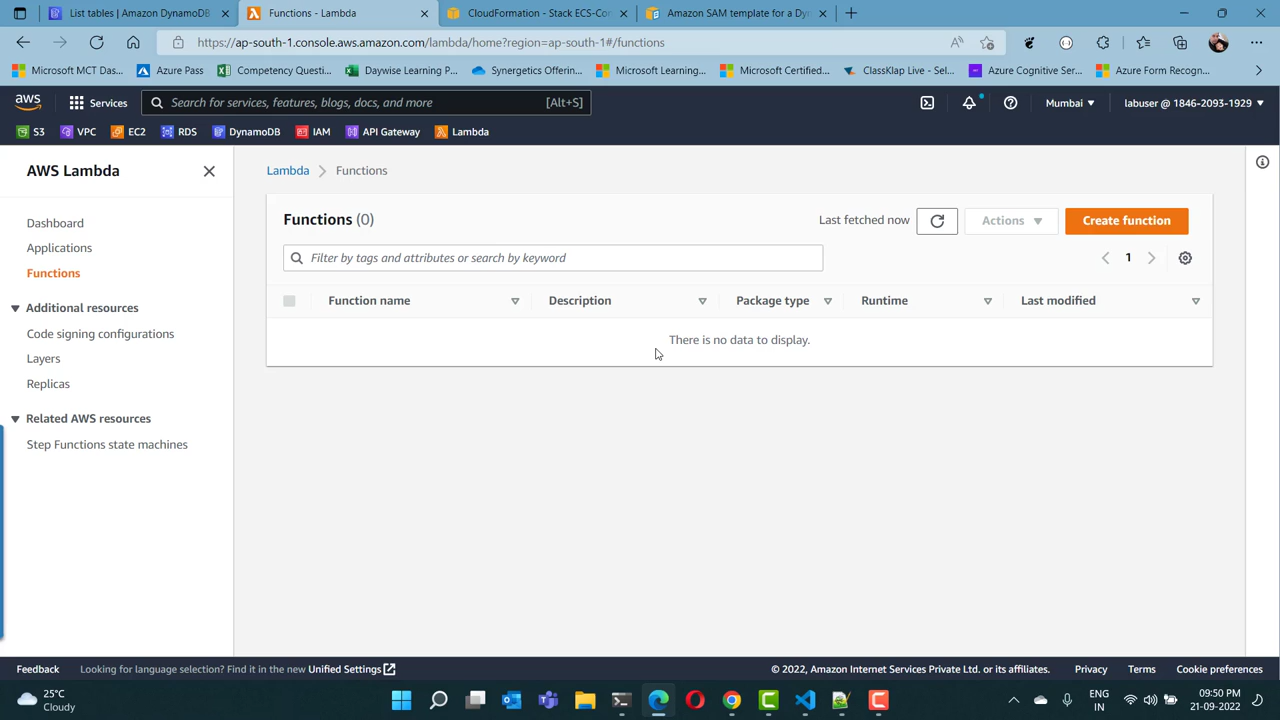 List tables | Amazon DynamoDB
Functions - Lambda
CloudFormation - Stack ECS-Con
Amazon SAM template for a Dyn
https://ap-south-1.console.aws.amazon.com/lambda/home?region=ap-south-1#/functions
Microsoft MCT Das...
Azure Pass
Competency Questi...
Daywise Learning P...
Synergetics Offering...
Microsoft Learning...
Microsoft Certified...
ClassKlap Live - Sel...
Azure Cognitive Ser...
Azure Form Recogn...
aws
Services
Search for services, features, blogs, docs, and more
[Alt+S]
Mumbai
labuser @ 1846-2093-1929
S3
VPC
EC2
RDS
DynamoDB
IAM
API Gateway
Lambda
AWS Lambda
Dashboard
Applications
Functions
Additional resources
Code signing configurations
Layers
Replicas
Related AWS resources
Step Functions state machines
Lambda
Functions
Functions (0)
Last fetched now
Actions
Create function
Filter by tags and attributes or search by keyword
1
Function name
Description
Package type
Runtime
Last modified
There is no data to display.
Feedback
Looking for language selection? Find it in the new Unified Settings
© 2022, Amazon Internet Services Private Ltd. or its affiliates.
Privacy
Terms
Cookie preferences
25°C
Cloudy
ENG
IN
09:50 PM
21-09-2022